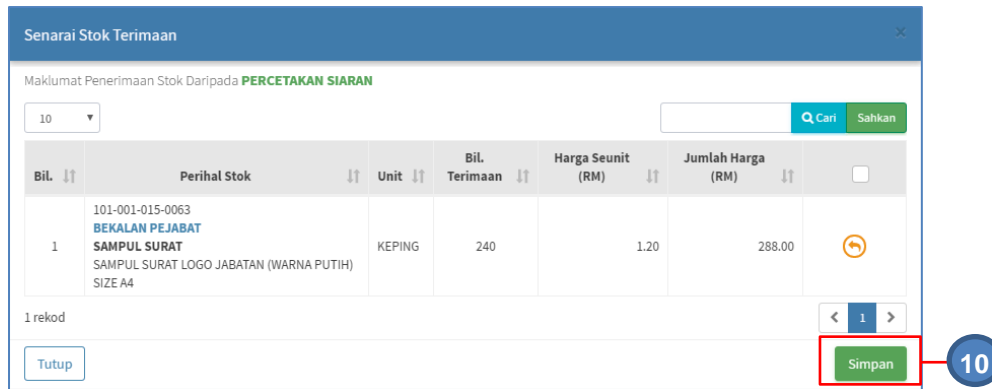 Senarai Stok Terimaan ×
Maklumat Penerimaan Stok Daripada PERCETAKAN SIARAN
10 Cari Sahkan
Bil. Perihal Stok Unit Bil. Terimaan Harga Seunit (RM) Jumlah Harga (RM)
101-001-015-0063
BEKALAN PEJABAT
1 SAMPUL SURAT KEPING 240 1.20 288.00
SAMPUL SURAT LOGO JABATAN (WARNA PUTIH)
SIZE A4
1 rekod < 1 >
Tutup Simpan 10